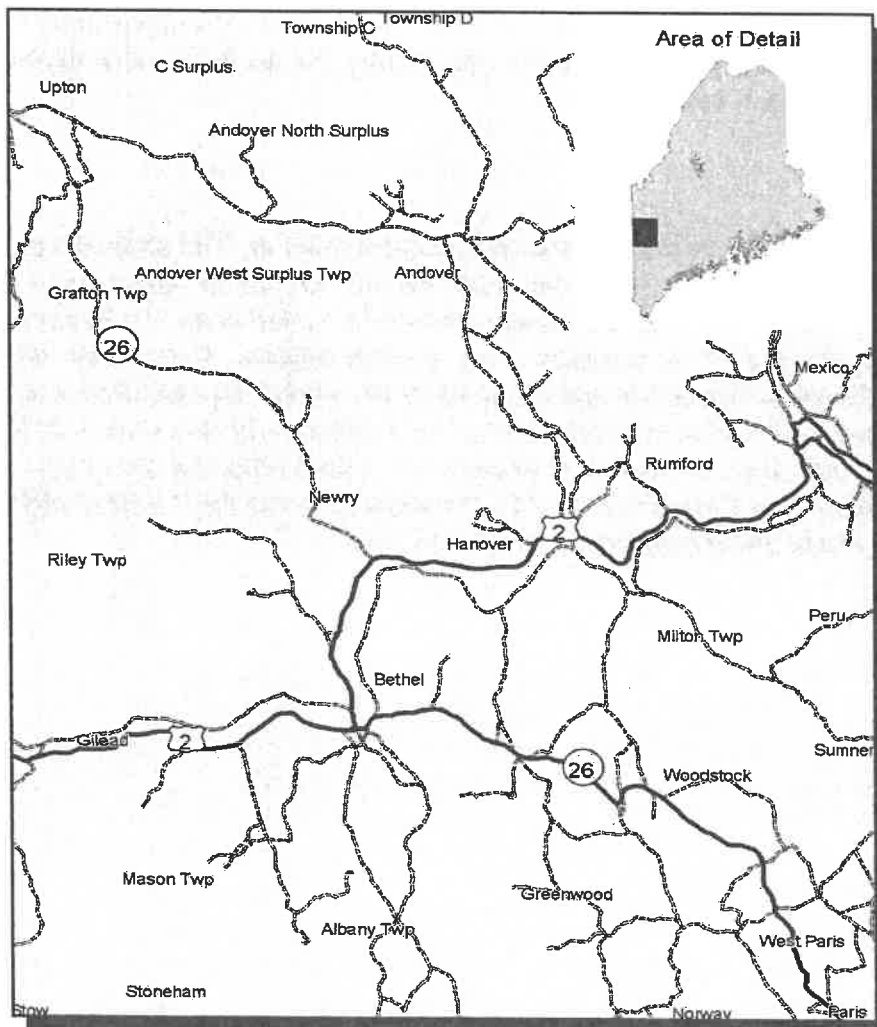 Township D
Township C
Area of Detail
C Surplus.
Upton
Andover North Surplus
Andover West Surplus Twp
Andover
Grafton Twp
26
Mexico
Rumford
Newry
2
Hanover
Riley Twp
Peru
Milton Twp
Bethel
Gilead
2
Sumner
26
Woodstock
Mason Twp
Greenwood
Albany Twp
West Paris
Stoneham
Stow
Norway
Paris